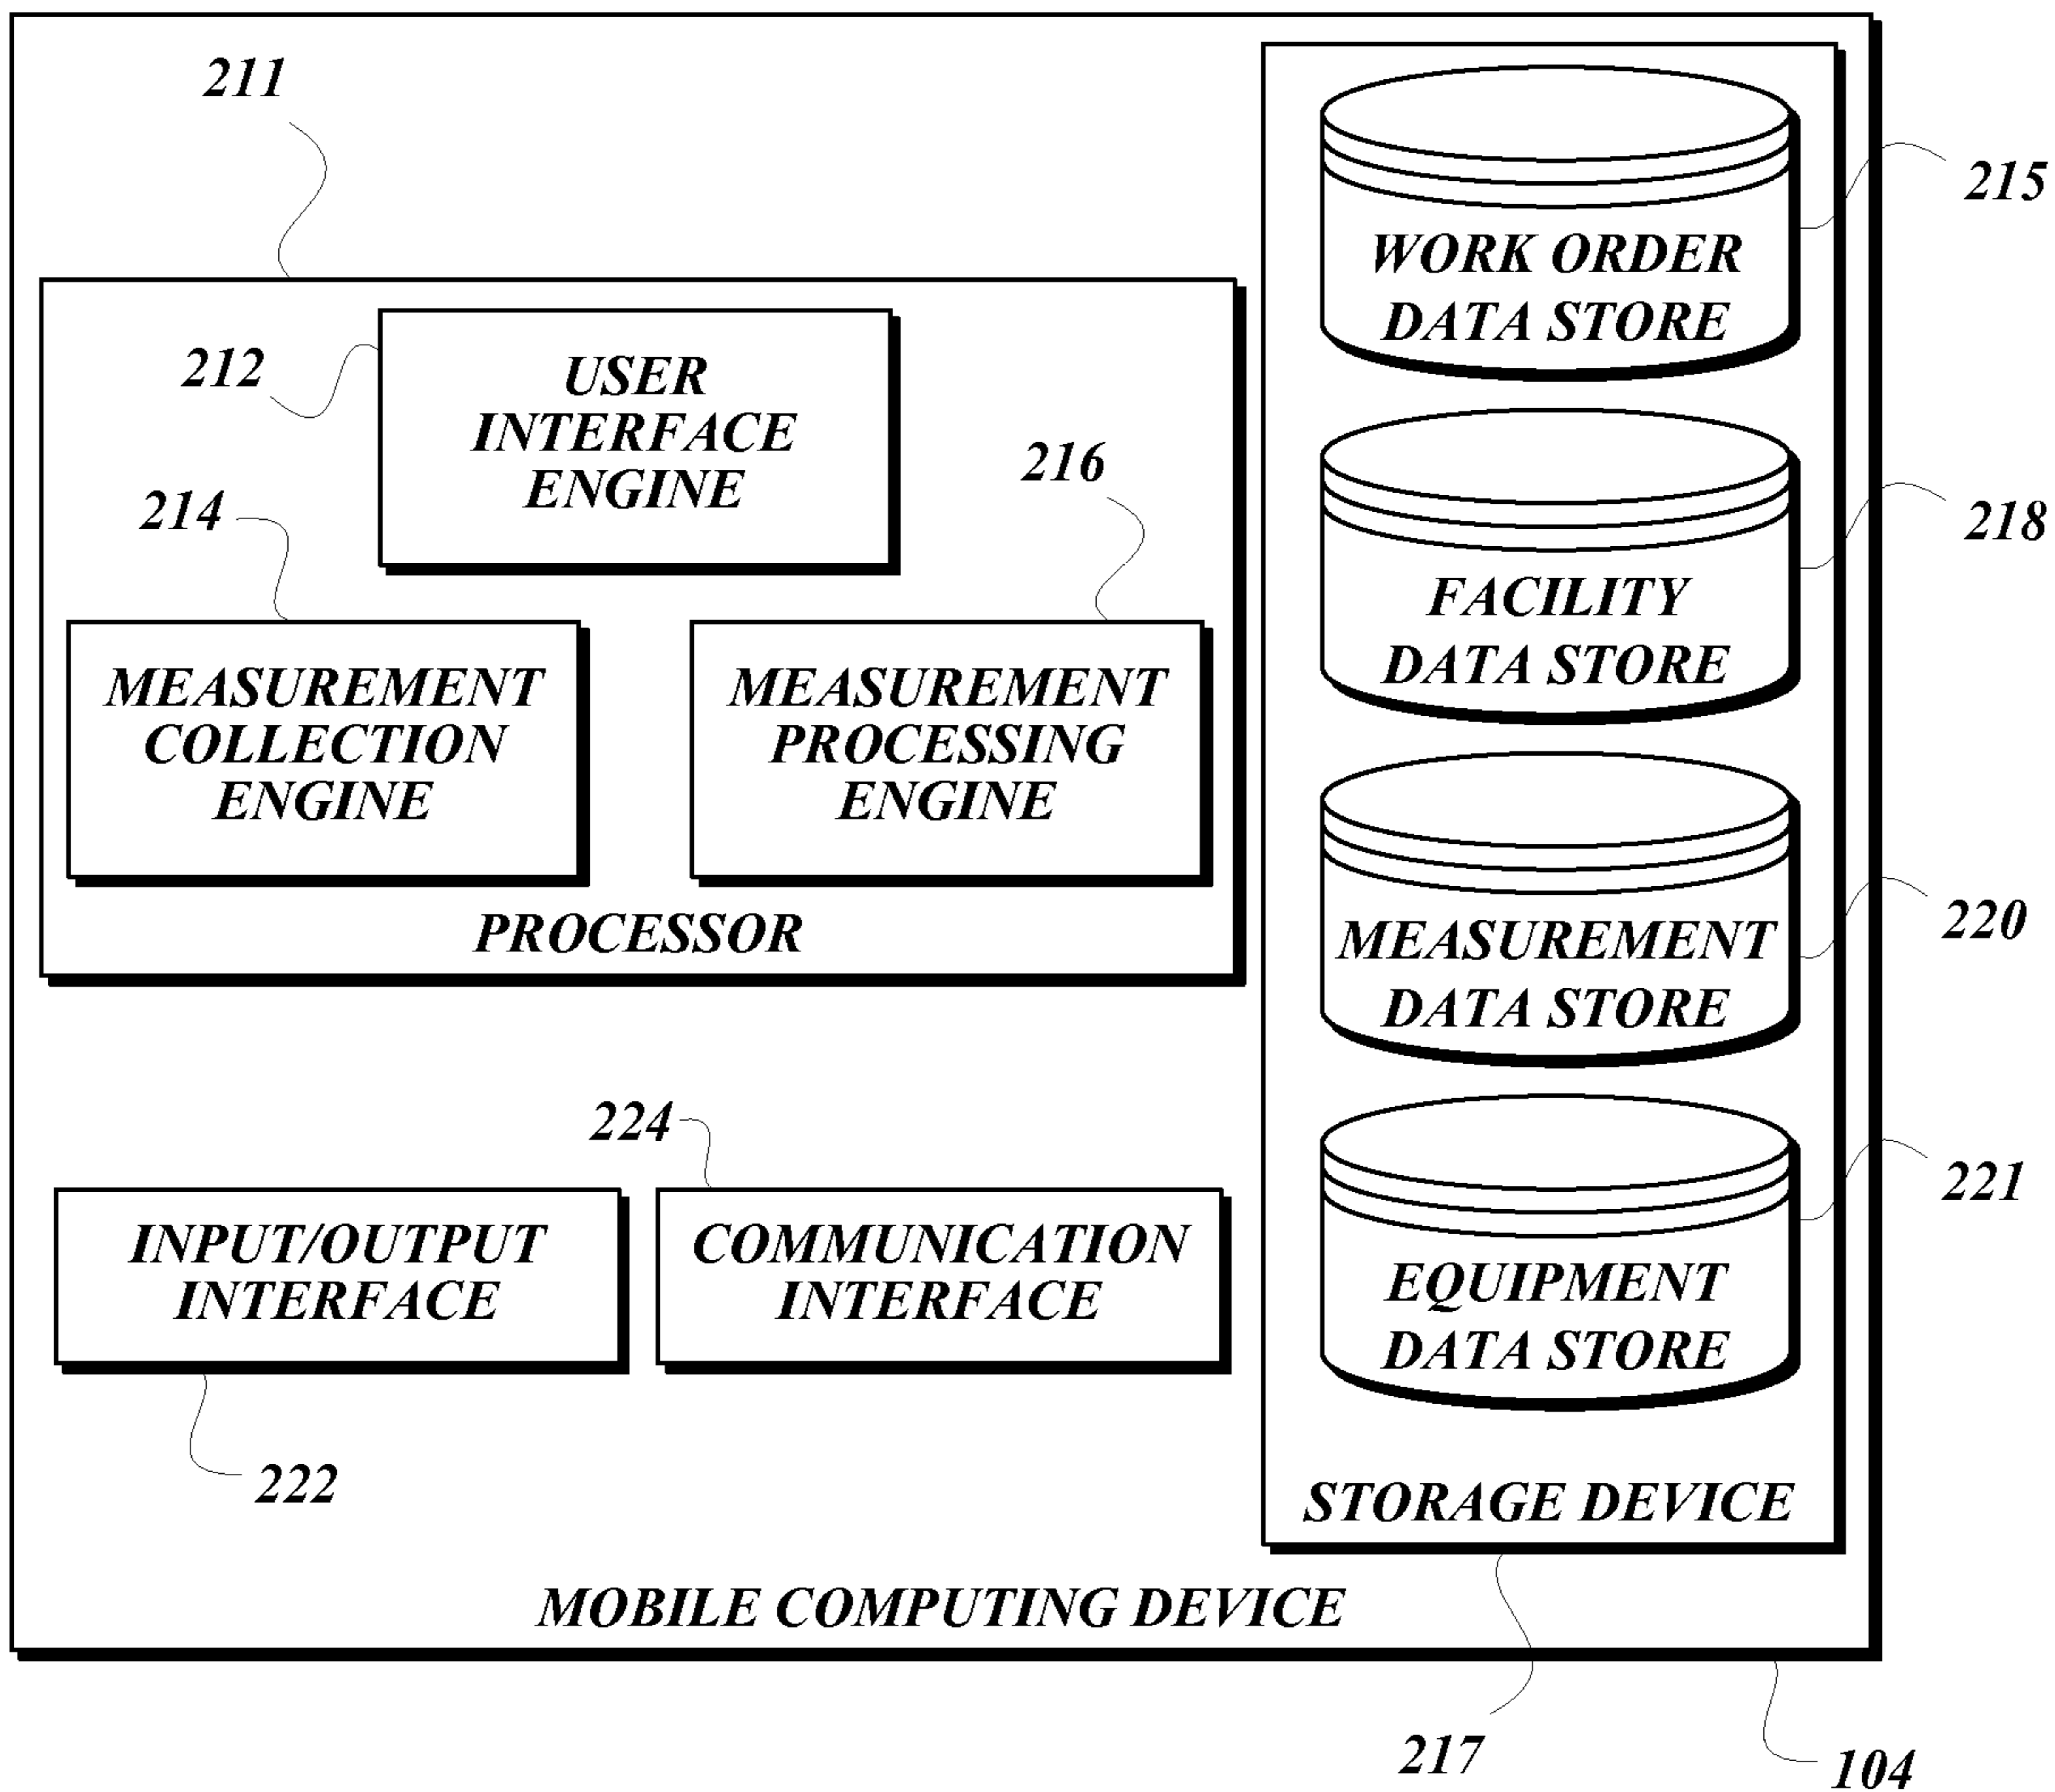 211
212
USER
INTERFACE
ENGINE
214
216
MEASUREMENT
COLLECTION
ENGINE
MEASUREMENT
PROCESSING
ENGINE
PROCESSOR
224
INPUT/OUTPUT
INTERFACE
COMMUNICATION
INTERFACE
222
WORK ORDER
DATA STORE
215
FACILITY
DATA STORE
218
MEASUREMENT
DATA STORE
220
EQUIPMENT
DATA STORE
221
STORAGE DEVICE
MOBILE COMPUTING DEVICE
217
104